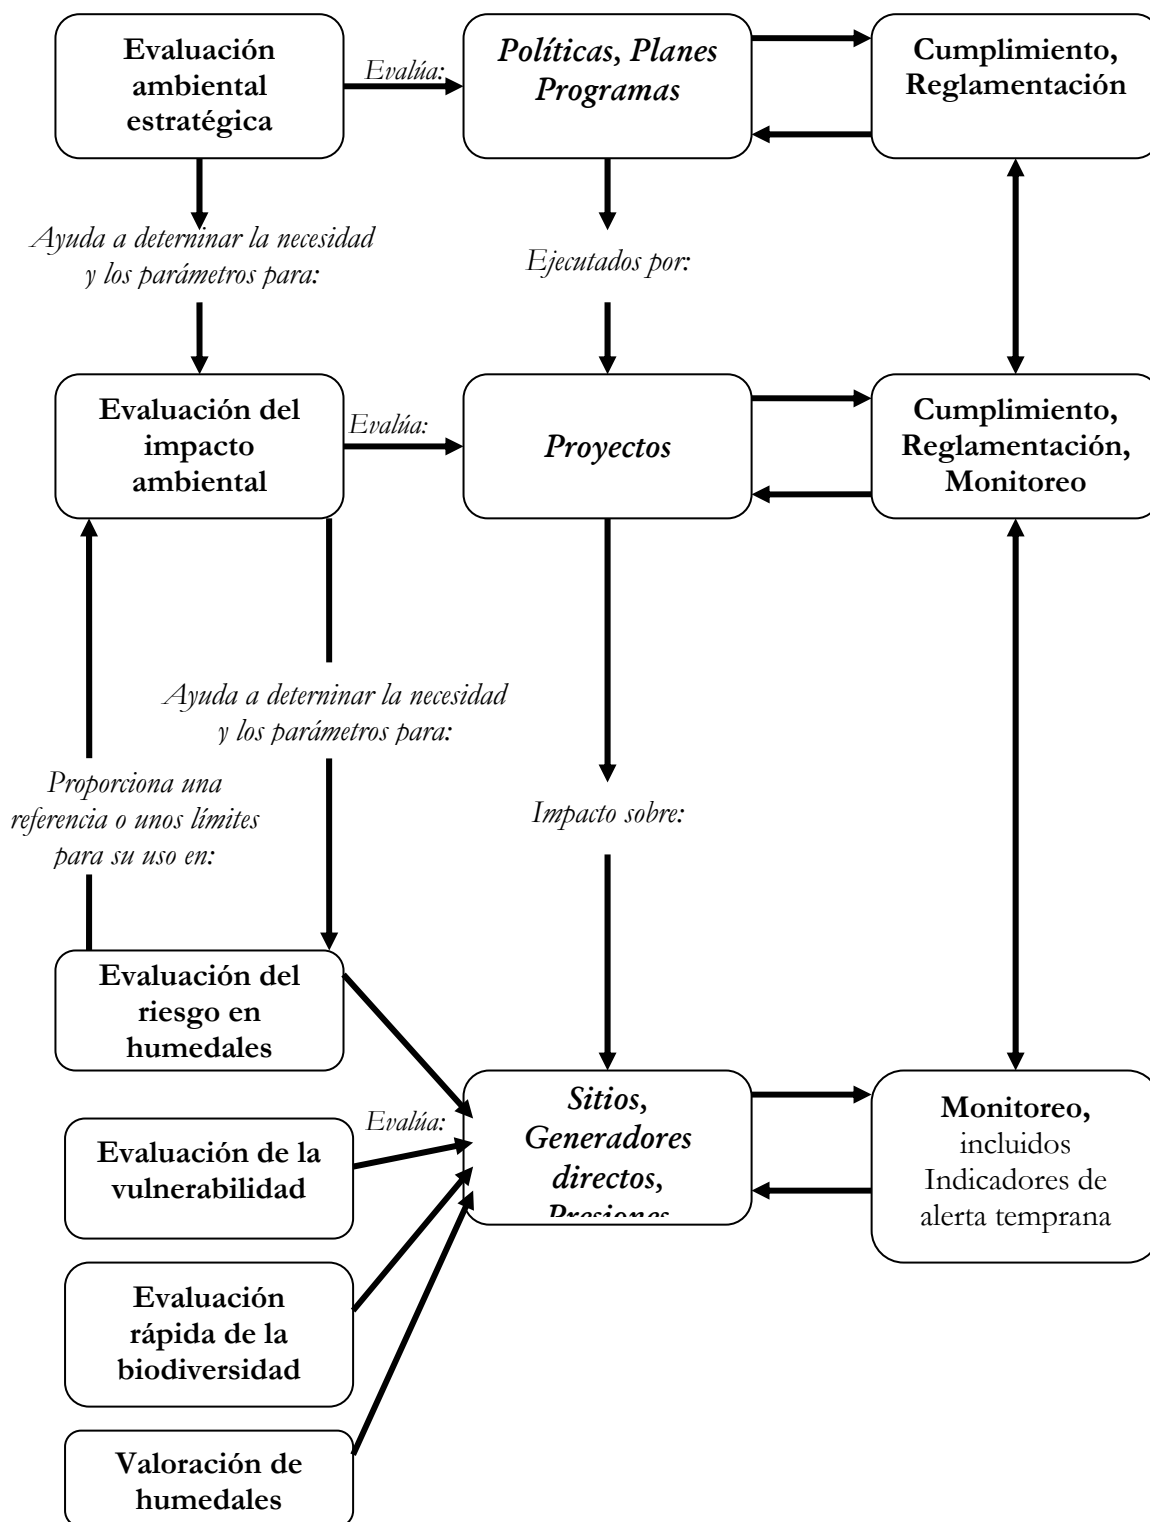 Evaluación
ambiental
estratégica
Evalúa:
Políticas, Planes
Programas
Cumplimiento,
Reglamentación
Ayuda a deterninar la necesidad
y los parámetros para:
Ejecutados por:
Evaluación del
impacto
ambiental
Evalúa:
Proyectos
Cumplimiento,
Reglamentación,
Monitoreo
Ayuda a deterninar la necesidad
y los parámetros para:
Proporciona una
referencia o unos límites
para su uso en:
Impacto sobre:
Evaluación del
riesgo en
humedales
Evalúa:
Sitios,
Generadores
directos,
Presiones
Monitoreo,
incluidos
Indicadores de
alerta temprana
Evaluación de la
vulnerabilidad
Evaluación
rápida de la
biodiversidad
Valoración de
humedales